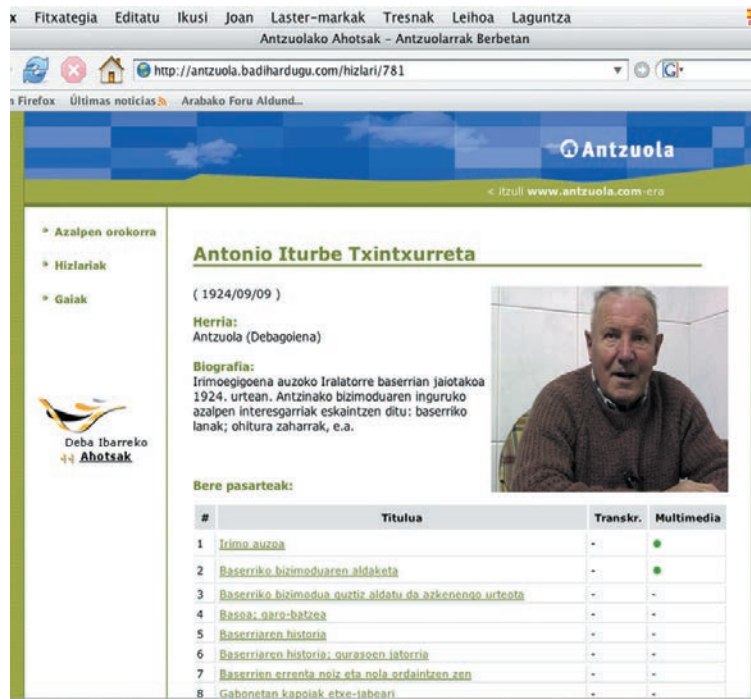 x Fitxategia Editatu Ikusi Joan Laster-markak Tresnak Leihoa Laguntza
Antzuolako Ahotsak – Antzuolarrak Berbetan
http://antzuola.badihardugu.com/hizlari/781
G
Firefox Últimas noticias Arabako Foru Aldund...
Antzuola
< itzuli www.antzuola.com-era
Azalpen orokorra
Hizlariak
Gaiak
Deba Ibarreko
Ahotsak
Antonio Iturbe Txintxurreta
( 1924/09/09 )
Herria:
Antzuola (Debagoiena)
Biografia:
Irimoegigoena auzoko Iralatorre baserrian jaiotakoa
1924. urtean. Antzinako bizimoduaren inguruko
azalpen interesgarriak eskaintzen ditu: baserriko
lanak; ohitura zaharrak, e.a.
Bere pasarteak:
# Titulua Transkr. Multimedia
1 Irimo auzoa -
2 Baserriko bizimoduaren aldaketa -
3 Baserriko bizimodua guztiz aldatu da azkenengo urteota - -
4 Basoa; garo-batzea - -
5 Baserriaren historia - -
6 Baserriaren historia; gurasoen jatorria - -
7 Baserrien errenta noiz eta nola ordaintzen zen - -
8 Gabonetan kapoiak etxe-jabeari